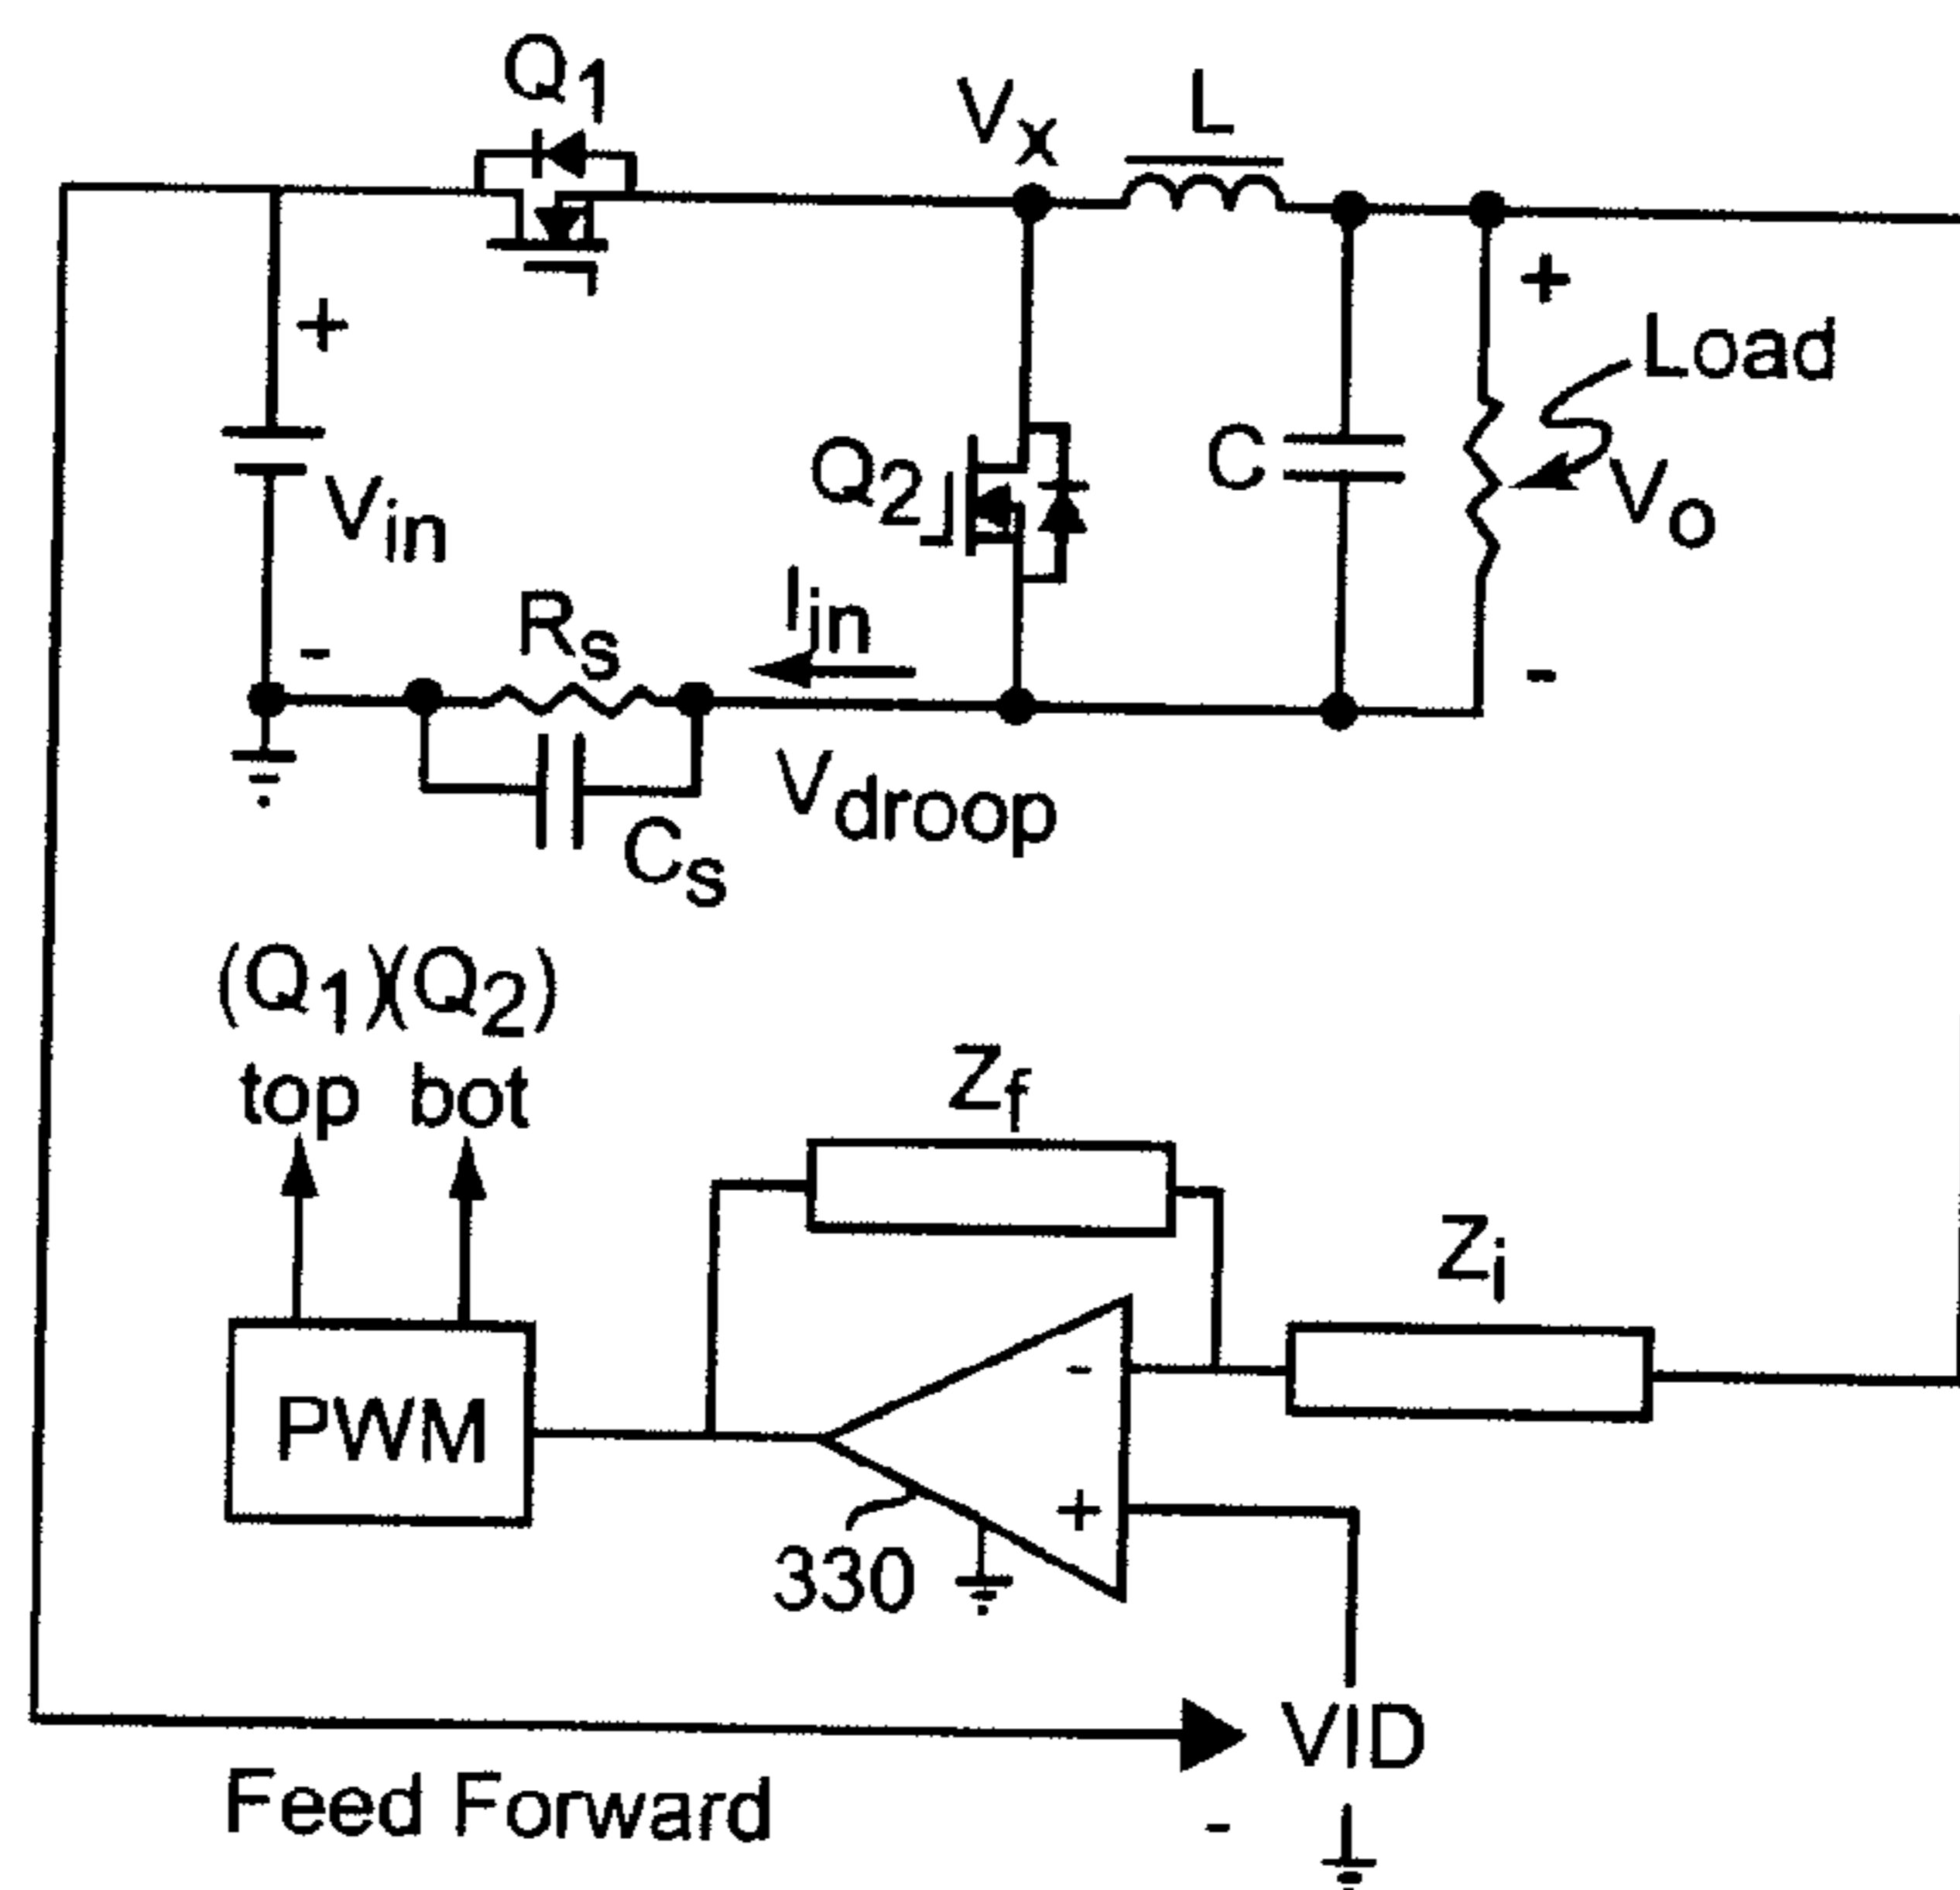 Q1
Vx
L
+
+
Load
Q2
C
Vo
Vin
Iin
Rs
-
-
Vdroop
Cs
(Q1)(Q2)
top bot
Zf
Zi
-
PWM
+
330
VID
Feed Forward
-